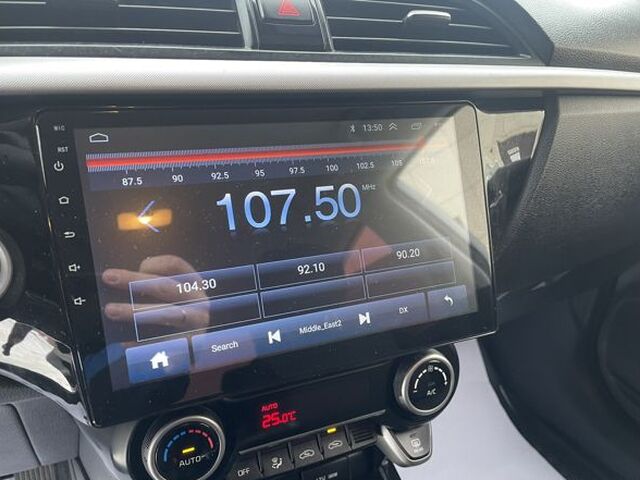 MIC
13:50
RST
87.5 90 92.5 95 97.5 100 102.5 105
107.50 MHz
104.30 92.10 90.20
Search Middle_East2 DX
AUTO
25.0°C
A/C
AUTO
OFF